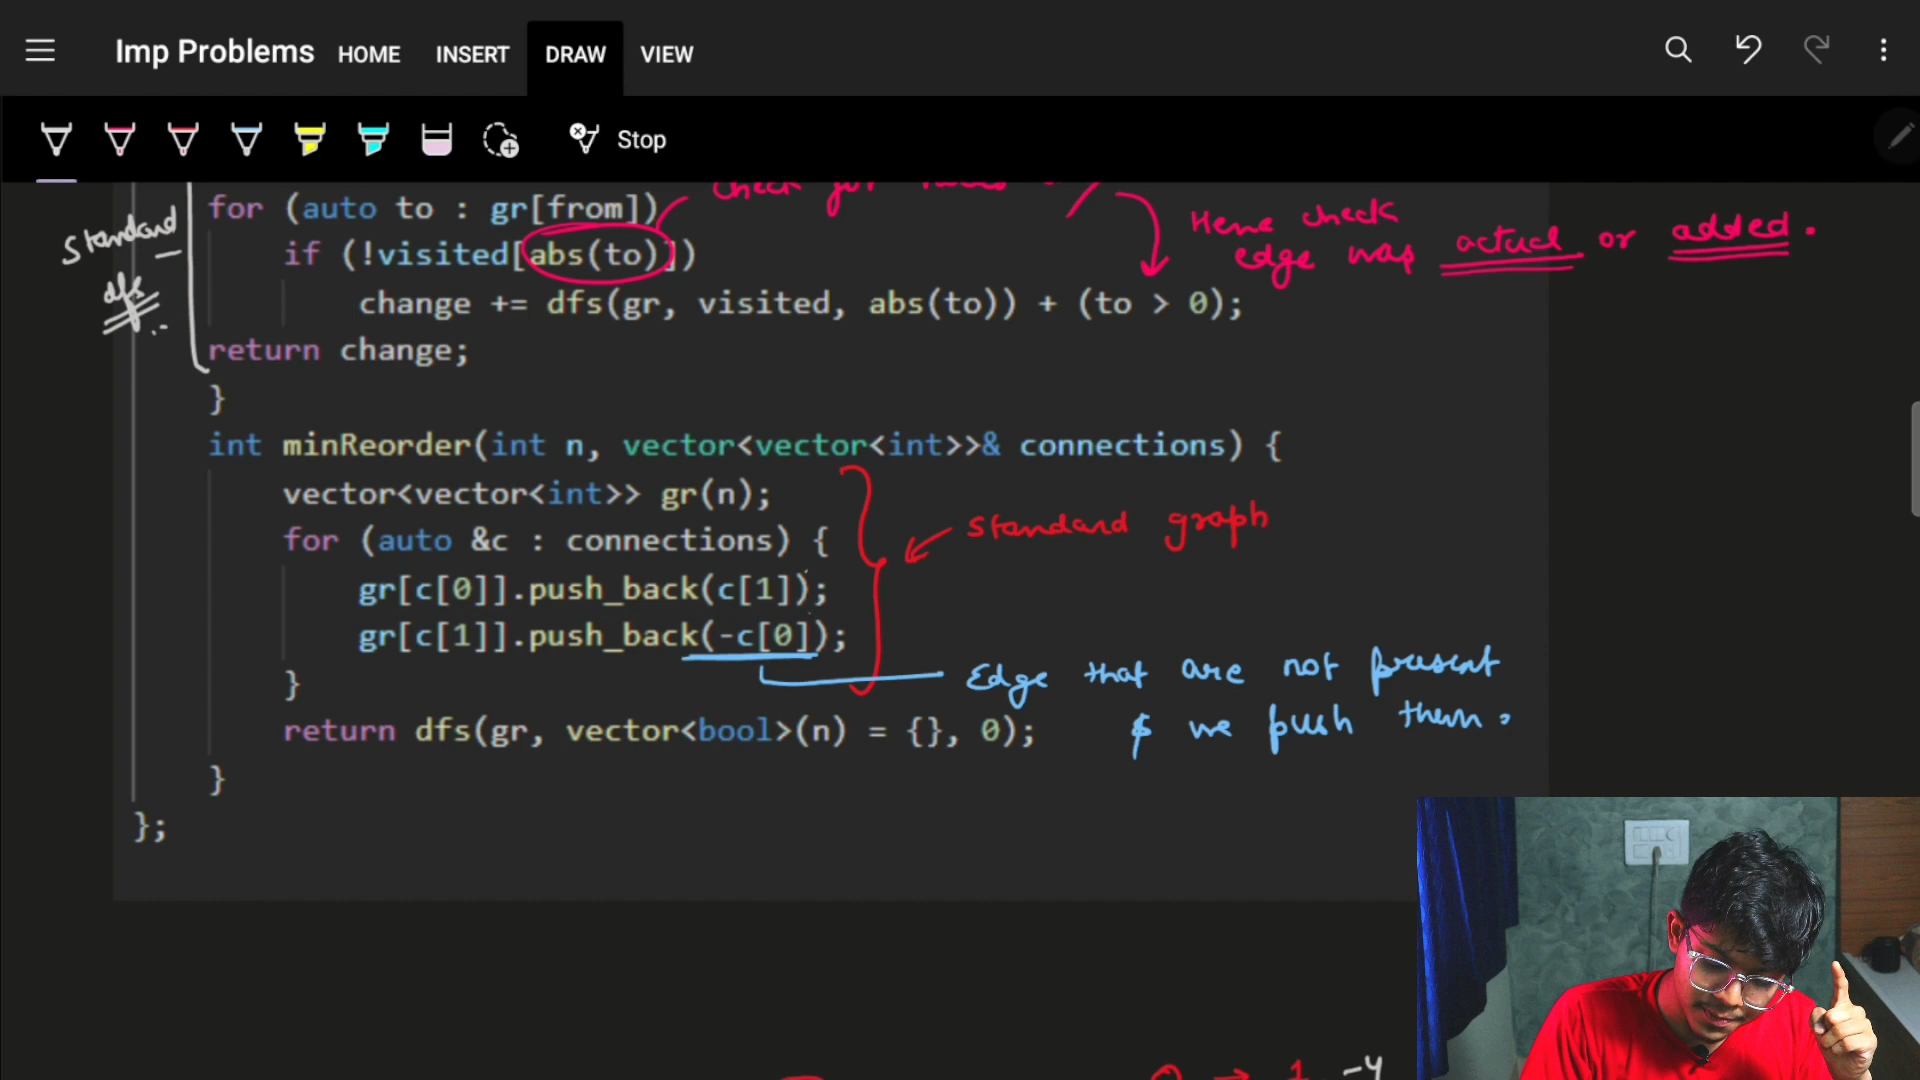 Imp Problems HOME INSERT DRAW VIEW
Stop
check for
for (auto to : gr[from])
Here check
edge was actual or added.
Standard
dfs
if (!visited[abs(to)])
change += dfs(gr, visited, abs(to)) + (to > 0);
return change;
}
int minReorder(int n, vector<vector<int>>& connections) {
vector<vector<int>> gr(n);
Standard graph
for (auto &c : connections) {
gr[c[0]].push_back(c[1]);
gr[c[1]].push_back(-c[0]);
Edge that are not present
}
& we push them.
return dfs(gr, vector<bool>(n) = {}, 0);
}
};
-4